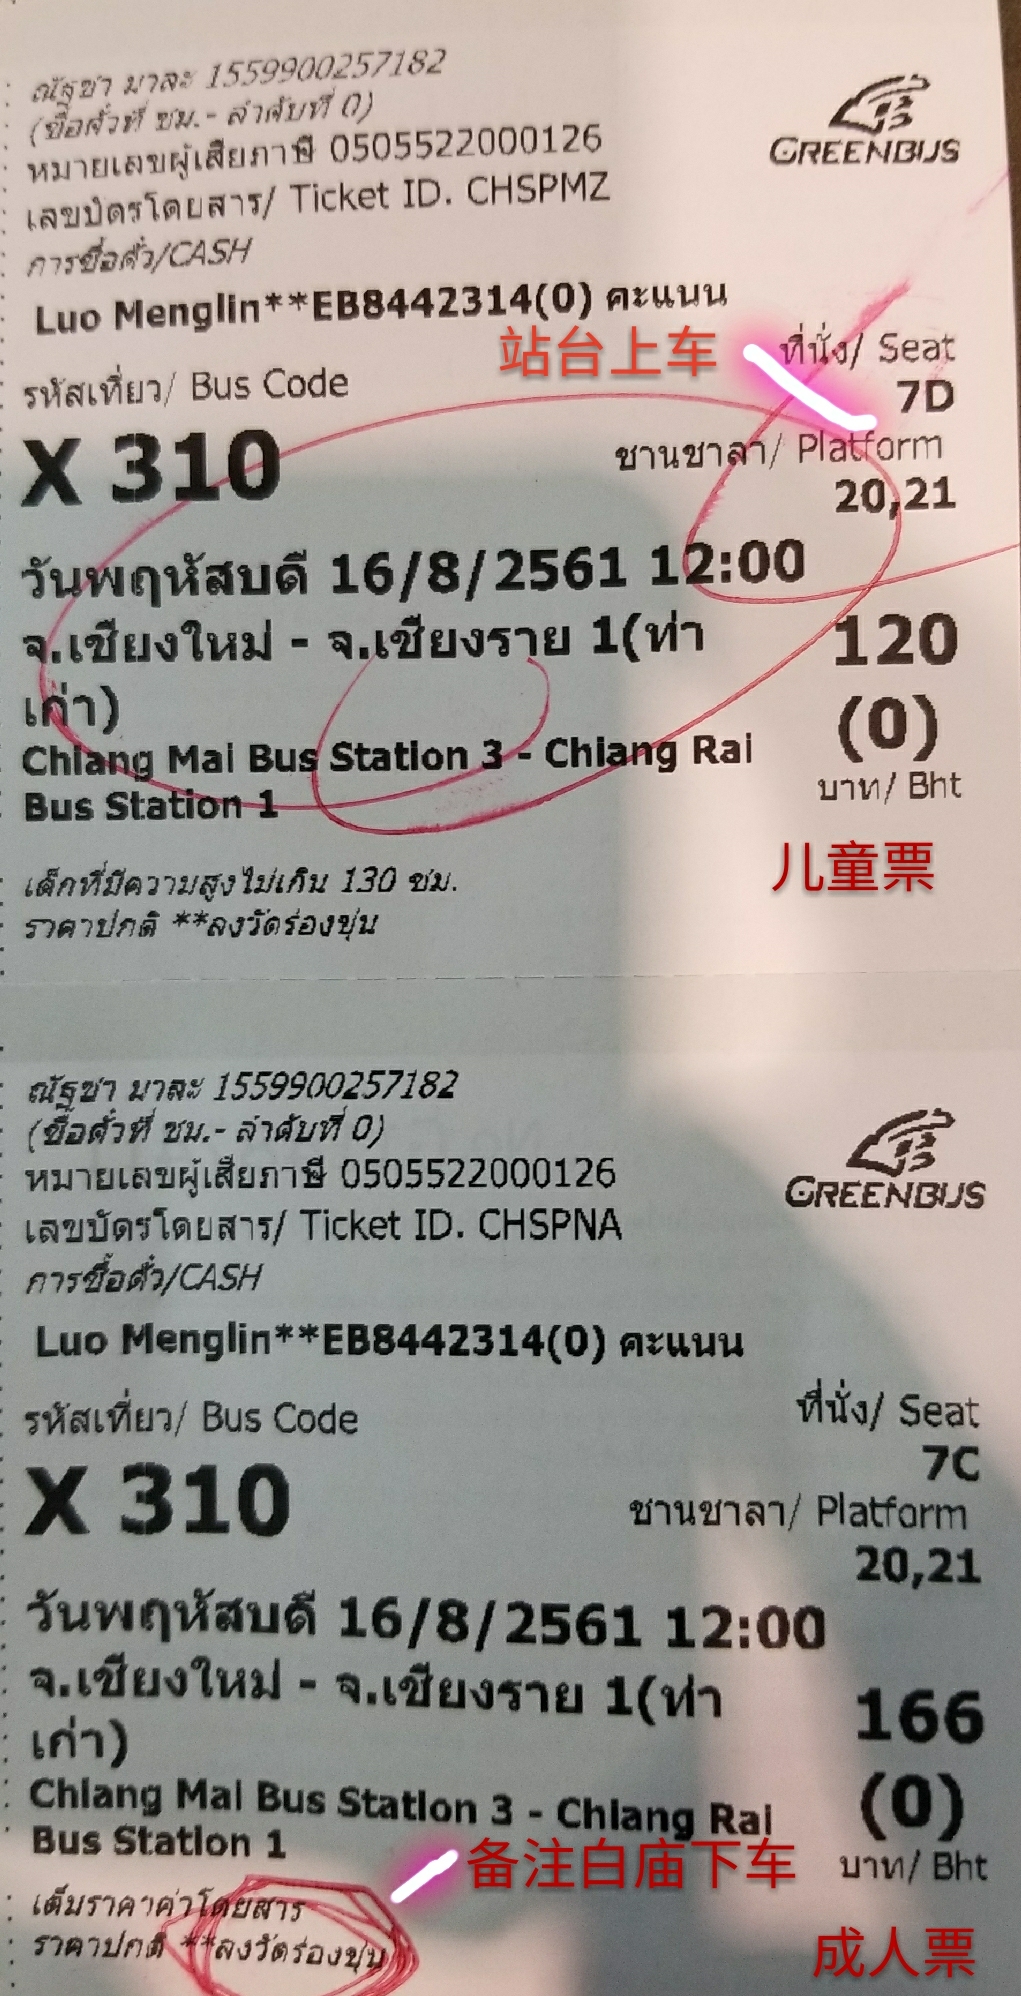 ณัฐชา มาละ 1559900257182
(ซื้อตั๋วที่ ชม.- ลำดับที่ 0)
GREENBUS
หมายเลขผู้เสียภาษี 0505522000126
เลขบัตรโดยสาร/ Ticket ID. CHSPMZ
การซื้อตั๋ว/CASH
Luo Menglin**EB8442314(0) คะแนน
站台上车
ที่นั่ง/ Seat
รหัสเที่ยว/ Bus Code
7D
X 310
ชานชาลา/ Platform
20,21
วันพฤหัสบดี 16/8/2561 12:00
จ.เชียงใหม่ - จ.เชียงราย 1(ท่า
เก่า)
120
(0)
Chiang Mai Bus Station 3 - Chiang Rai
Bus Station 1
บาท/ Bht
儿童票
เด็กที่มีความสูงไม่เกิน 130 ซม.
ราคาปกติ **ลงวัดร่องขุ่น
ณัฐชา มาละ 1559900257182
(ซื้อตั๋วที่ ชม.- ลำดับที่ 0)
GREENBUS
หมายเลขผู้เสียภาษี 0505522000126
เลขบัตรโดยสาร/ Ticket ID. CHSPNA
การซื้อตั๋ว/CASH
Luo Menglin**EB8442314(0) คะแนน
ที่นั่ง/ Seat
รหัสเที่ยว/ Bus Code
7C
X 310
ชานชาลา/ Platform
20,21
วันพฤหัสบดี 16/8/2561 12:00
จ.เชียงใหม่ - จ.เชียงราย 1(ท่า
เก่า)
166
(0)
Chiang Mai Bus Station 3 - Chiang Rai
Bus Station 1
备注白庙下车
บาท/ Bht
เต็มราคาค่าโดยสาร
ราคาปกติ **ลงวัดร่องขุ่น
成人票